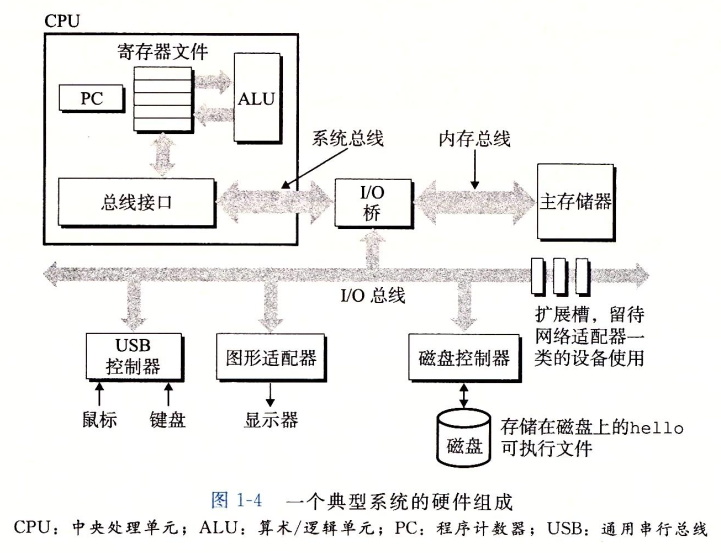 CPU
寄存器文件
PC
ALU
系统总线
内存总线
总线接口
I/O
桥
主存储器
I/O 总线
扩展槽，留待
网络适配器一
类的设备使用
USB
控制器
图形适配器
磁盘控制器
鼠标
键盘
显示器
磁盘
存储在磁盘上的hello
可执行文件
图 1-4 一个典型系统的硬件组成
CPU：中央处理单元；ALU：算术/逻辑单元；PC：程序计数器；USB：通用串行总线